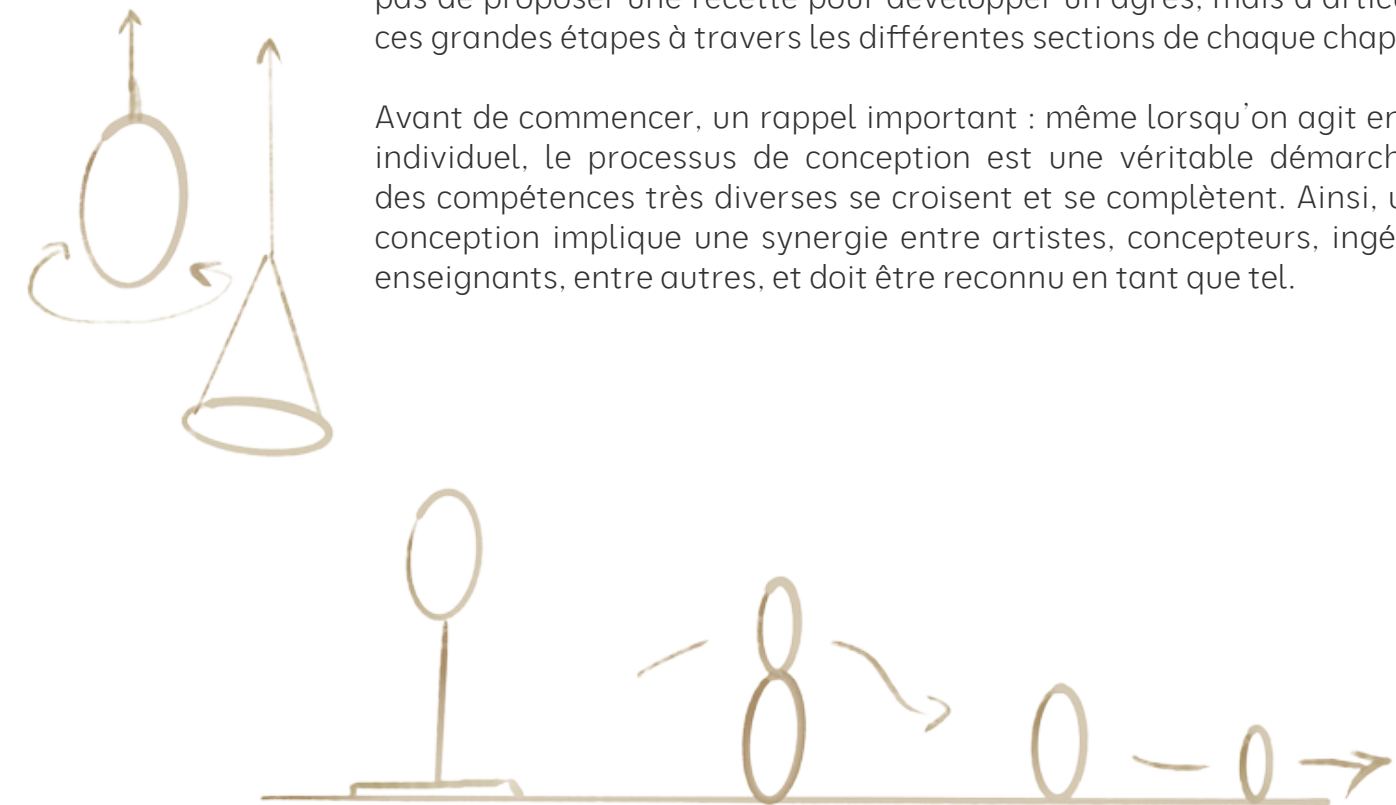 pas de proposer une recette pour développer un agrès, mais d'articu
ces grandes étapes à travers les différentes sections de chaque chap
Avant de commencer, un rappel important : même lorsqu'on agit en
individuel, le processus de conception est une véritable démarch
des compétences très diverses se croisent et se complètent. Ainsi, u
conception implique une synergie entre artistes, concepteurs, ingé
enseignants, entre autres, et doit être reconnu en tant que tel.